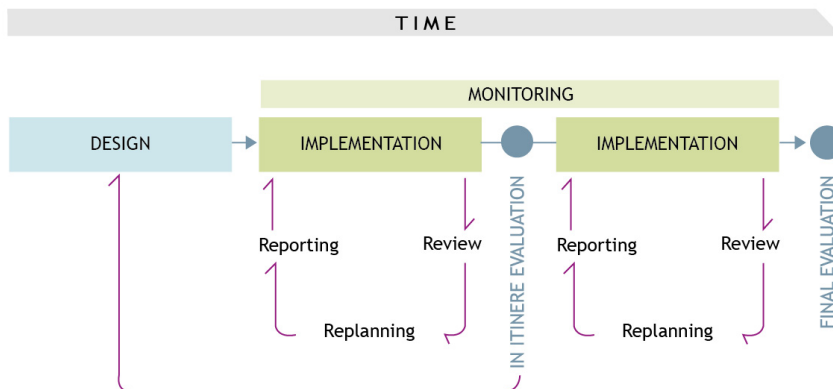 TIME
MONITORING
DESIGN
IMPLEMENTATION
IMPLEMENTATION
Reporting
Review
Replanning
IN ITINERE EVALUATION
Reporting
Review
Replanning
FINAL EVALUATION